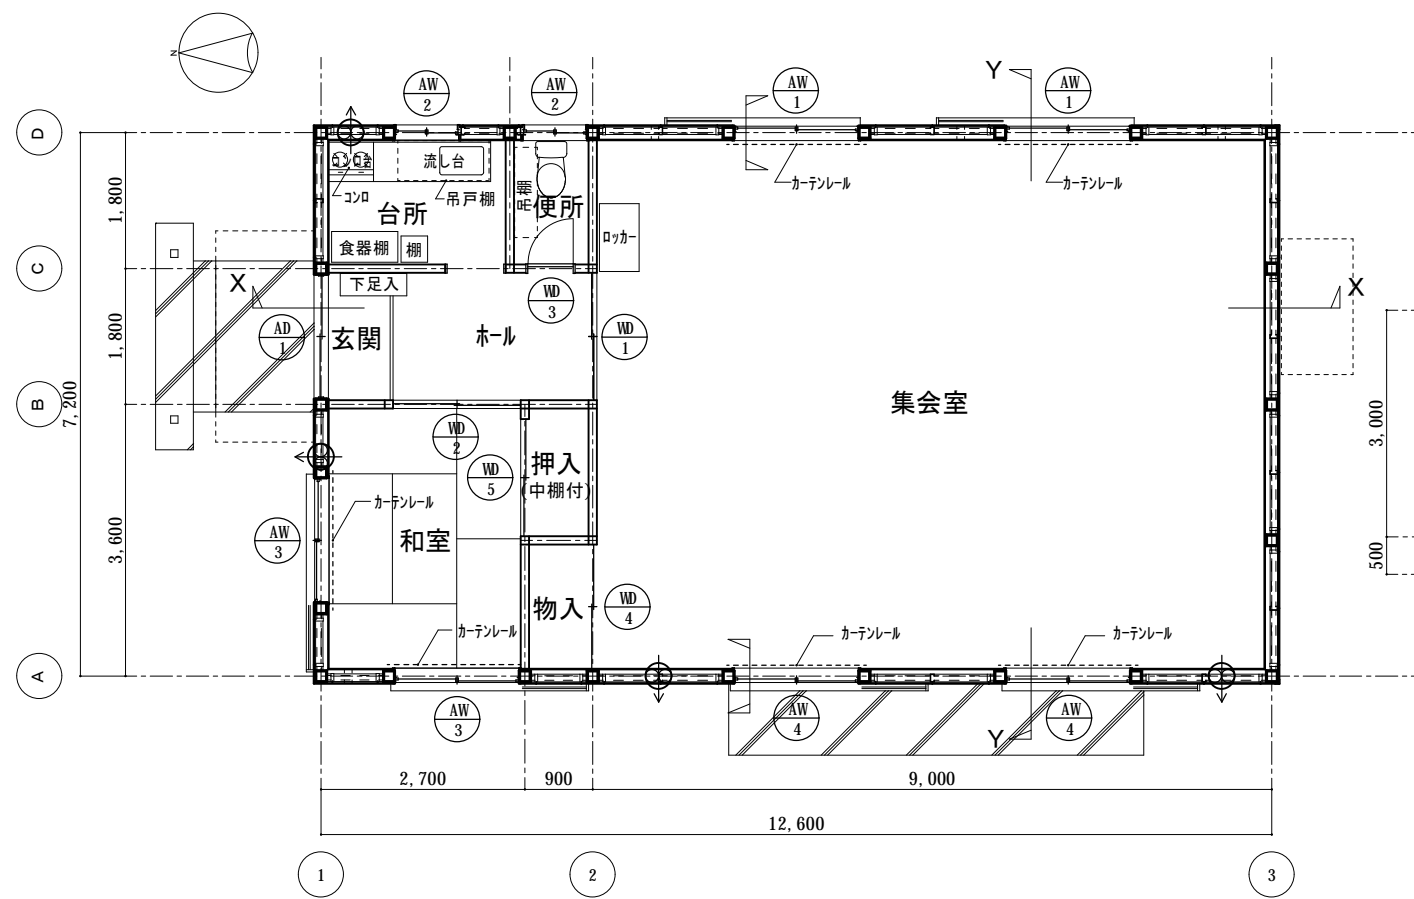 N
Y
AW
2
AW
2
AW
1
AW
1
D
コンロ台
流し台
カーテンレール
カーテンレール
コンロ
吊戸棚
吊棚
1,800
台所
便所
ロッカー
食器棚
棚
C
下足入
X
X
WD
3
AD
1
玄関
ホール
WD
1
1,800
7,200
B
集会室
3,000
WD
2
WD
5
押入
(中棚付)
カーテンレール
AW
3
和室
3,600
500
物入
WD
4
カーテンレール
カーテンレール
カーテンレール
A
AW
3
AW
4
AW
4
Y
2,700
900
9,000
12,600
1
2
3